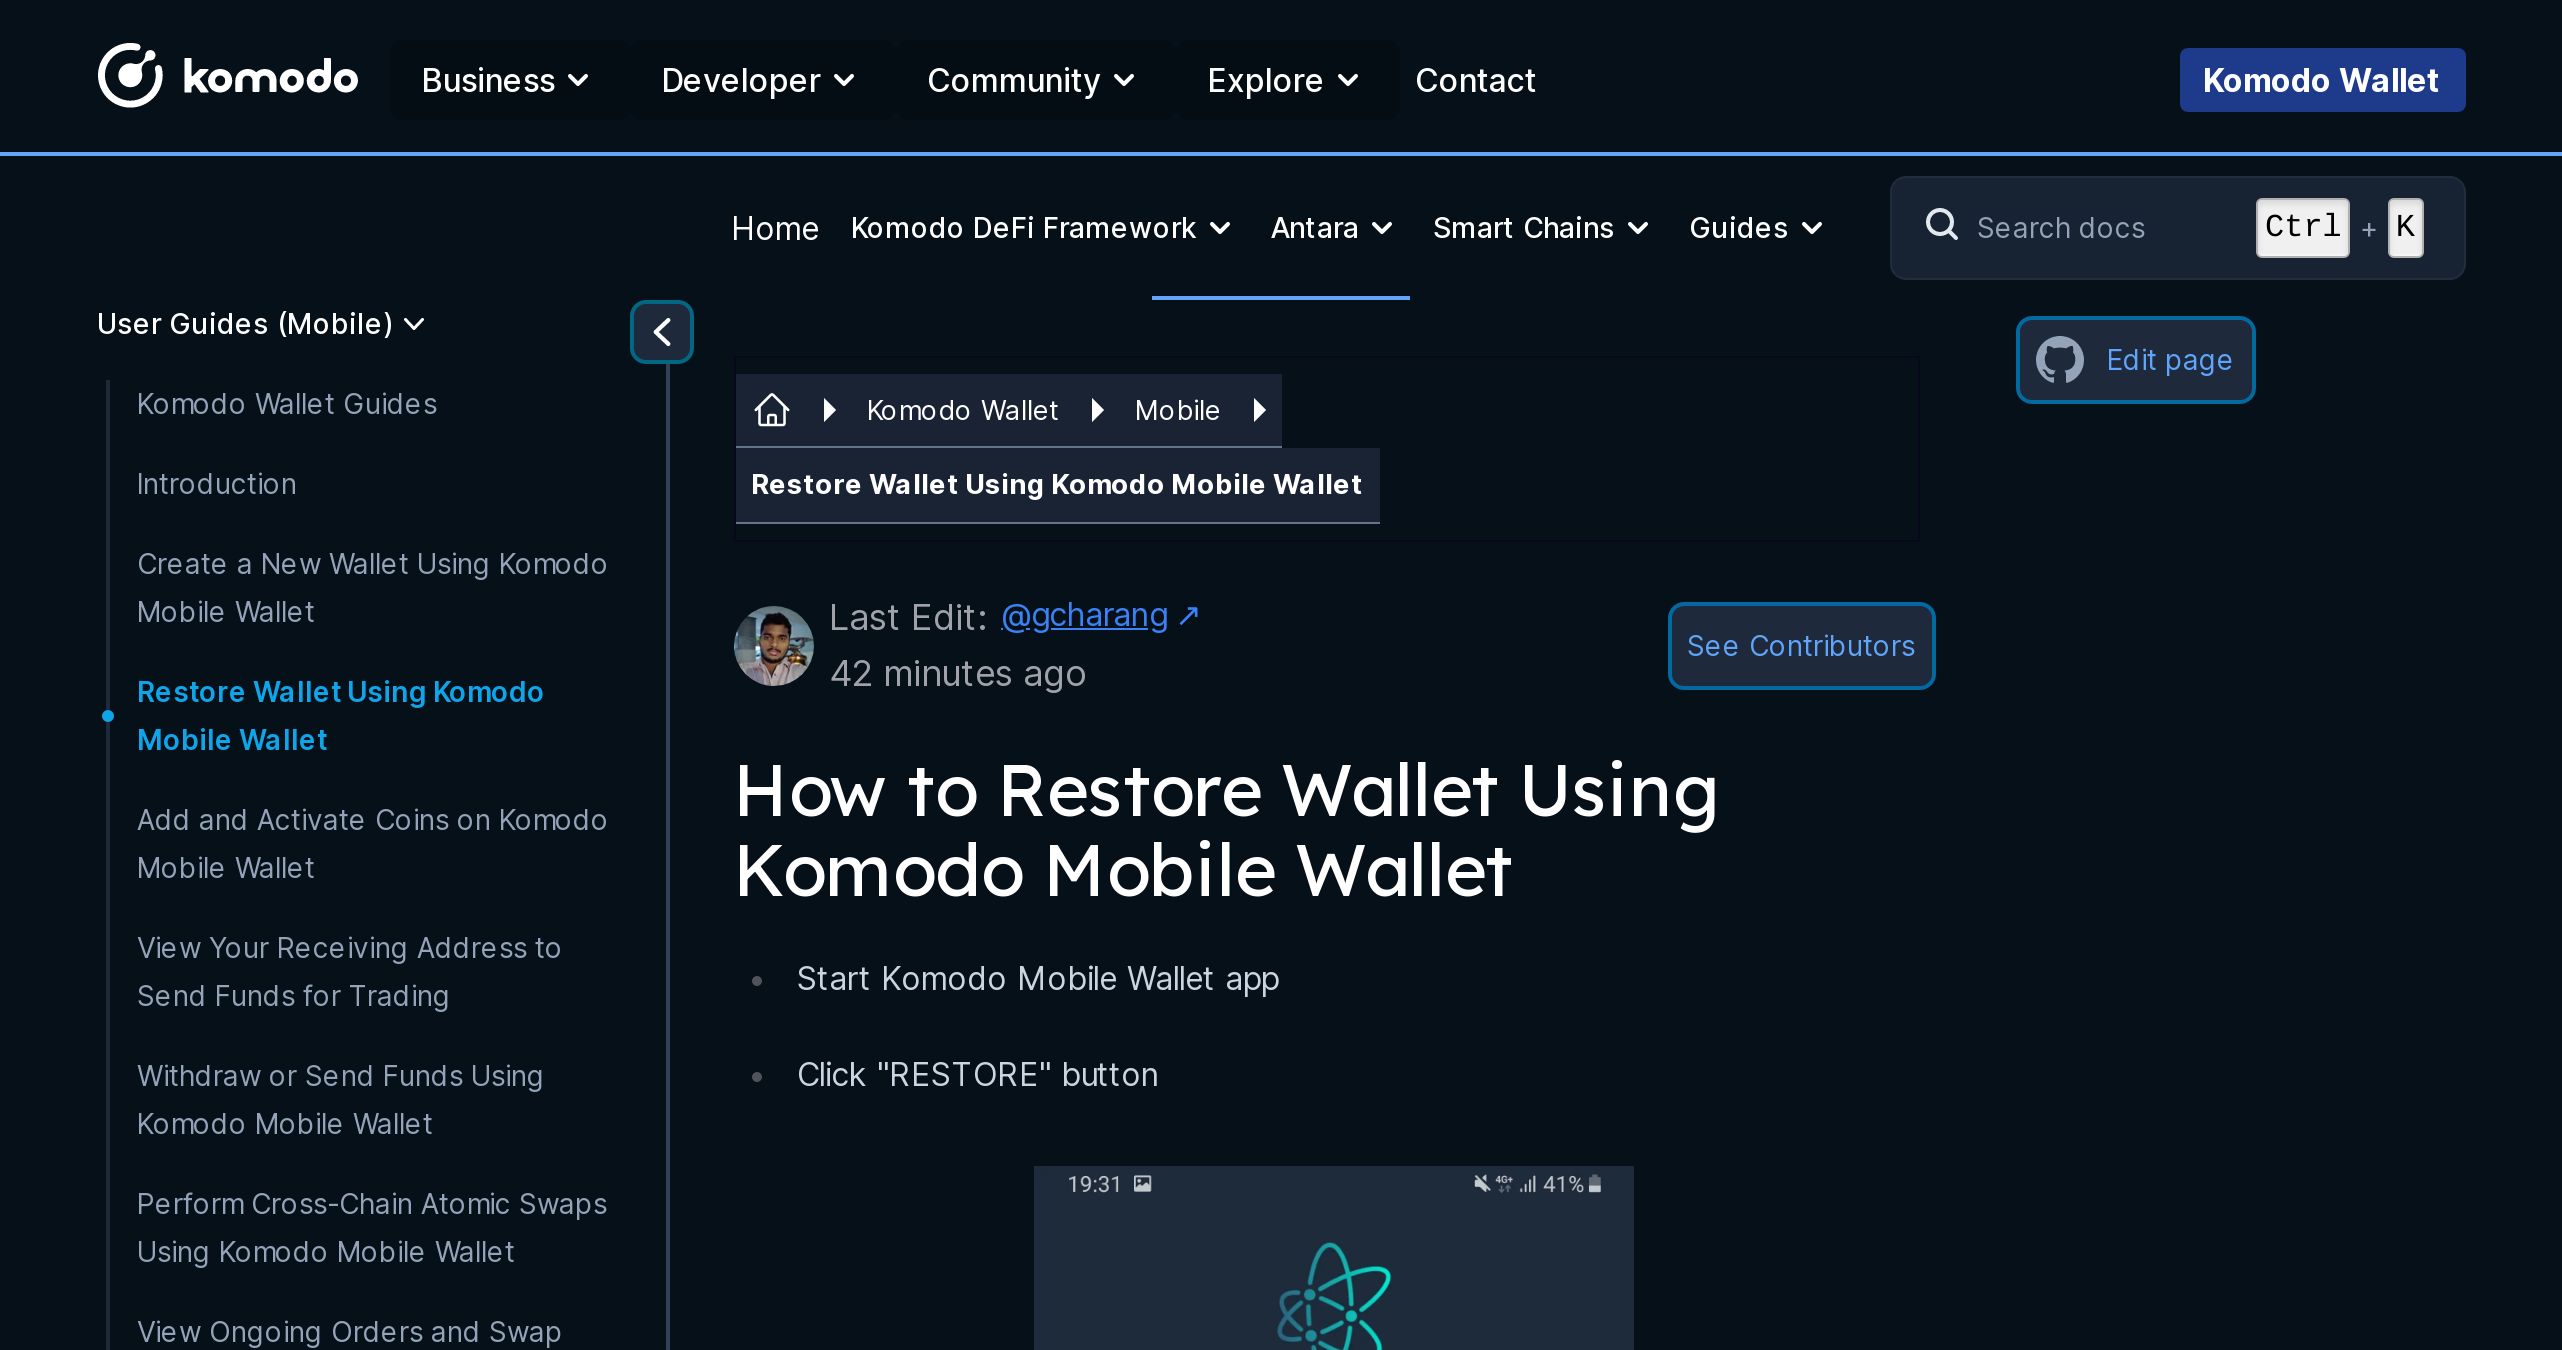 komodo
Business
Developer
Community
Explore
Contact
Komodo Wallet
Home
Komodo DeFi Framework
Antara
Smart Chains
Guides
Search docs
Ctrl + K
User Guides (Mobile)
Komodo Wallet Guides
Introduction
Create a New Wallet Using Komodo
Mobile Wallet
Restore Wallet Using Komodo
Mobile Wallet
Add and Activate Coins on Komodo
Mobile Wallet
View Your Receiving Address to
Send Funds for Trading
Withdraw or Send Funds Using
Komodo Mobile Wallet
Perform Cross-Chain Atomic Swaps
Using Komodo Mobile Wallet
View Ongoing Orders and Swap
Komodo Wallet
Mobile
Restore Wallet Using Komodo Mobile Wallet
Edit page
Last Edit: @gcharang ↗
42 minutes ago
See Contributors
How to Restore Wallet Using
Komodo Mobile Wallet
Start Komodo Mobile Wallet app
Click "RESTORE" button
19:31
4G+
41%